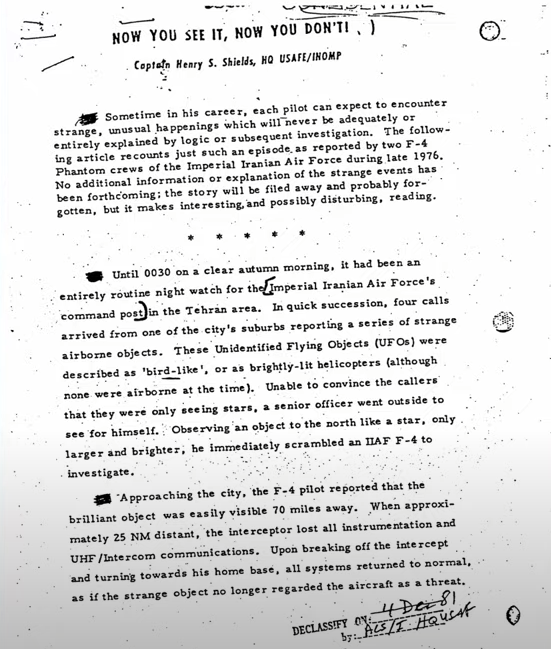 CONFIDENTIAL
NOW YOU SEE IT, NOW YOU DON'T! . )
Captain Henry S. Shields, HQ USAFE/INOMP
Sometime in his career, each pilot can expect to encounter
strange, unusual happenings which will never be adequately or
entirely explained by logic or subsequent investigation. The follow-
ing article recounts just such an episode as reported by two F-4
Phantom crews of the Imperial Iranian Air Force during late 1976.
No additional information or explanation of the strange events has
been forthcoming; the story will be filed away and probably for-
gotten, but it makes interesting, and possibly disturbing, reading.
* * * * *
Until 0030 on a clear autumn morning, it had been an
entirely routine night watch for the [Imperial Iranian Air Force's
command post) in the Tehran area. In quick succession, four calls
arrived from one of the city's suburbs reporting a series of strange
airborne objects. These Unidentified Flying Objects (UFOs) were
described as 'bird-like', or as brightly-lit helicopters (although
none were airborne at the time). Unable to convince the callers
that they were only seeing stars, a senior officer went outside to
see for himself. Observing an object to the north like a star, only
larger and brighter, he immediately scrambled an IIAF F-4 to
investigate.
Approaching the city, the F-4 pilot reported that the
brilliant object was easily visible 70 miles away. When approxi-
mately 25 NM distant, the interceptor lost all instrumentation and
UHF/Intercom communications. Upon breaking off the intercept
and turning towards his home base, all systems returned to normal,
as if the strange object no longer regarded the aircraft as a threat.
DECLASSIFY ON: 4 Dec 81
by: ACS/I HQ USAF